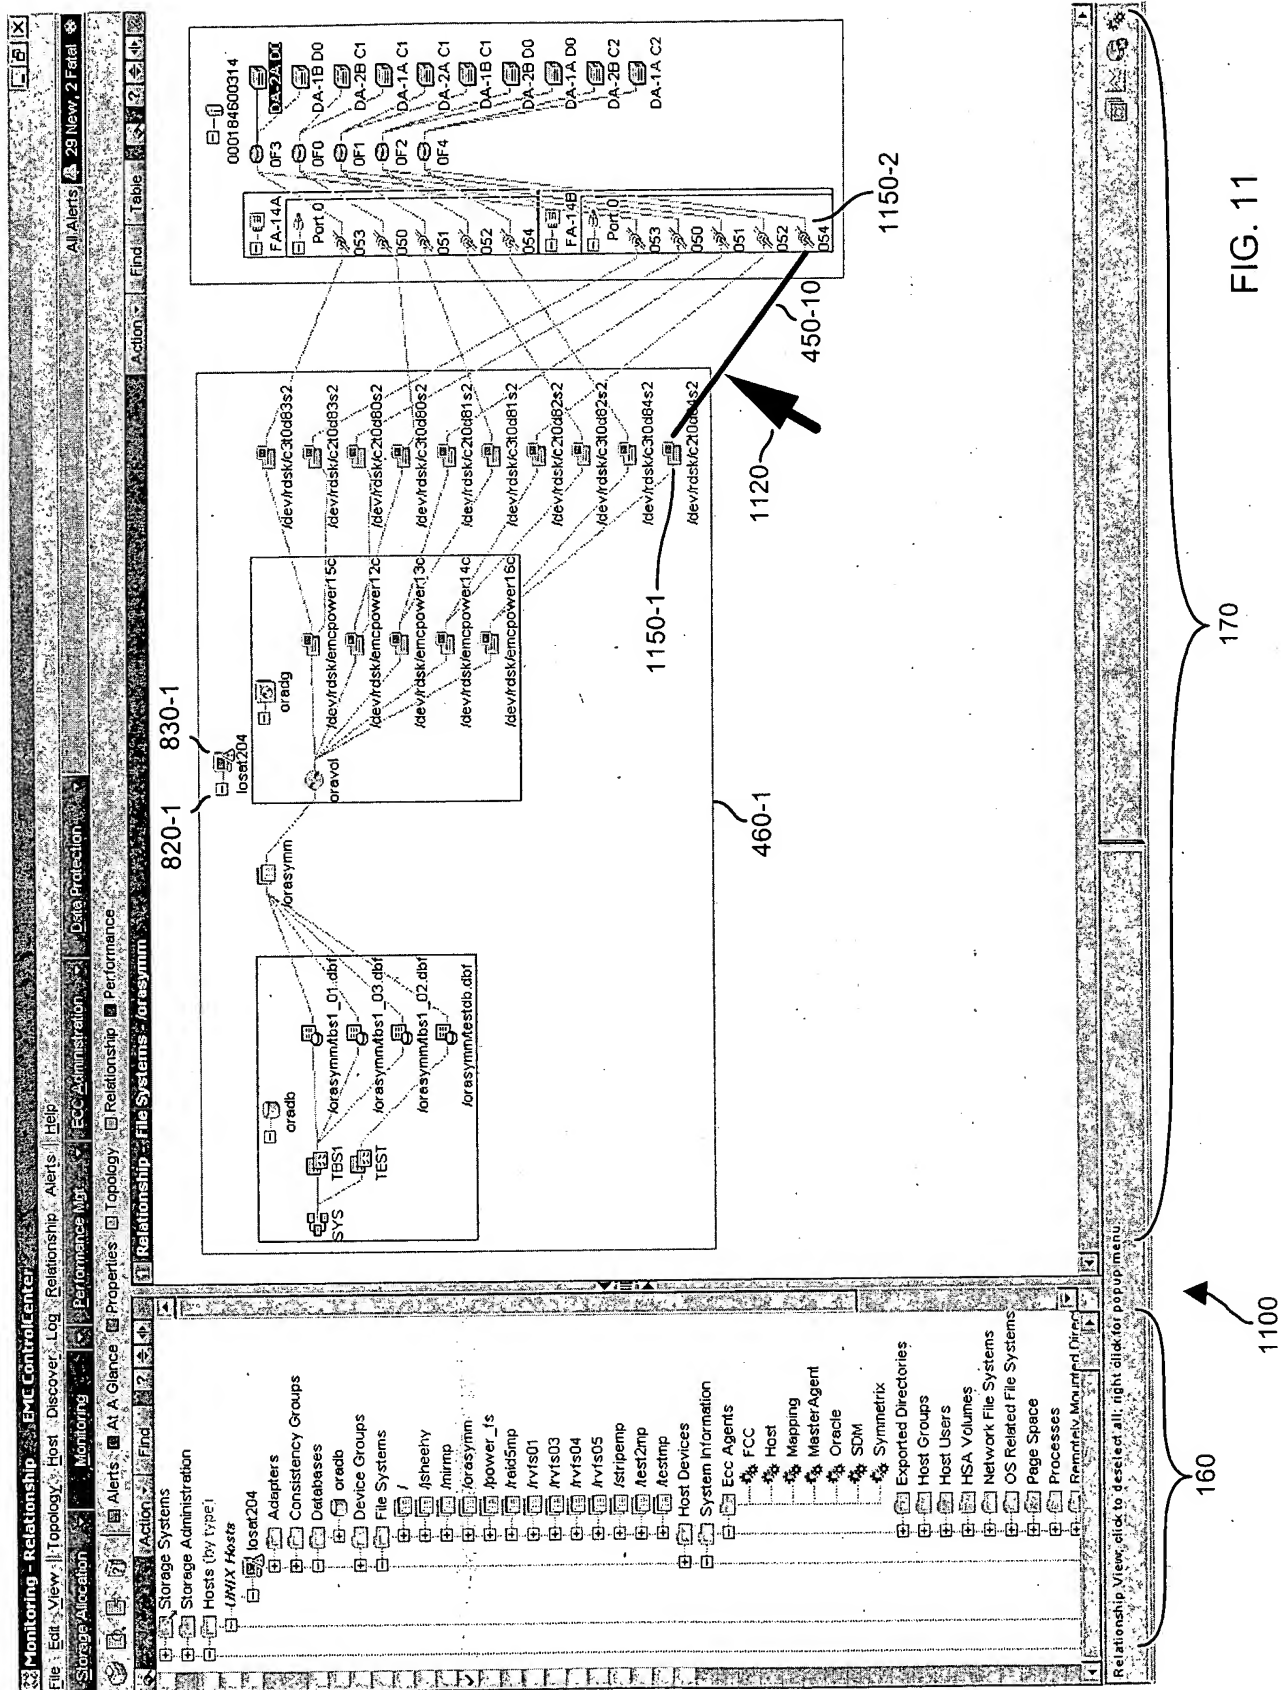 Monitoring - Relationship - EMC ControlCenter
File Edit View Topology Host Discover Log Relationship Alerts Help
Storage Allocation Monitoring Performance Mgt ECC Administration Data Protection All Alerts 29 New, 2 Fatal
Alerts At A Glance Properties Topology Relationship Performance
Action Find ?
Storage Systems
Storage Administration
Hosts (by type)
UNIX Hosts
losat204
Adapters
Consistency Groups
Databases
oradb
Device Groups
File Systems
/
/jsheehy
/mirmp
/orasymm
/power_fs
/raid5mp
/rvfs01
/rvfs03
/rvfs04
/rvfs05
/stripemp
/test2mp
/testmp
Host Devices
System Information
Ecc Agents
FCC
Host
Mapping
MasterAgent
Oracle
SDM
Symmetrix
Exported Directories
Host Groups
Host Users
HSA Volumes
Network File Systems
OS Related File Systems
Page Space
Processes
Remotely Mounted Direc
Relationship - File Systems - /orasymm
Action Find Table ?
820-1
830-1
losat204
oradb
SYS
TBS1
TEST
/orasymm/tbs1_01.dbf
/orasymm/tbs1_03.dbf
/orasymm/tbs1_02.dbf
/orasymm/testdb.dbf
/orasymm
oravol
oradg
/dev/rdsk/emcpower15c
/dev/rdsk/emcpower12c
/dev/rdsk/emcpower13c
/dev/rdsk/emcpower14c
/dev/rdsk/emcpower16c
/dev/rdsk/c3t0d83s2
/dev/rdsk/c2t0d83s2
/dev/rdsk/c2t0d80s2
/dev/rdsk/c3t0d80s2
/dev/rdsk/c2t0d81s2
/dev/rdsk/c3t0d81s2
/dev/rdsk/c2t0d82s2
/dev/rdsk/c3t0d82s2
/dev/rdsk/c3t0d84s2
/dev/rdsk/c2t0d84s2
000184600314
FA-14A
Port 0
053
050
051
052
054
FA-14B
Port 0
053
050
051
052
054
0F3
0F0
0F1
0F2
0F4
DA-2A D0
DA-1B D0
DA-2B C1
DA-1A C1
DA-2A C1
DA-1B C1
DA-2B D0
DA-1A D0
DA-2B C2
DA-1A C2
460-1
1150-1
1120
450-10
1150-2
Relationship View, click to deselect all; right click for popup menu.
160
1100
170
FIG. 11